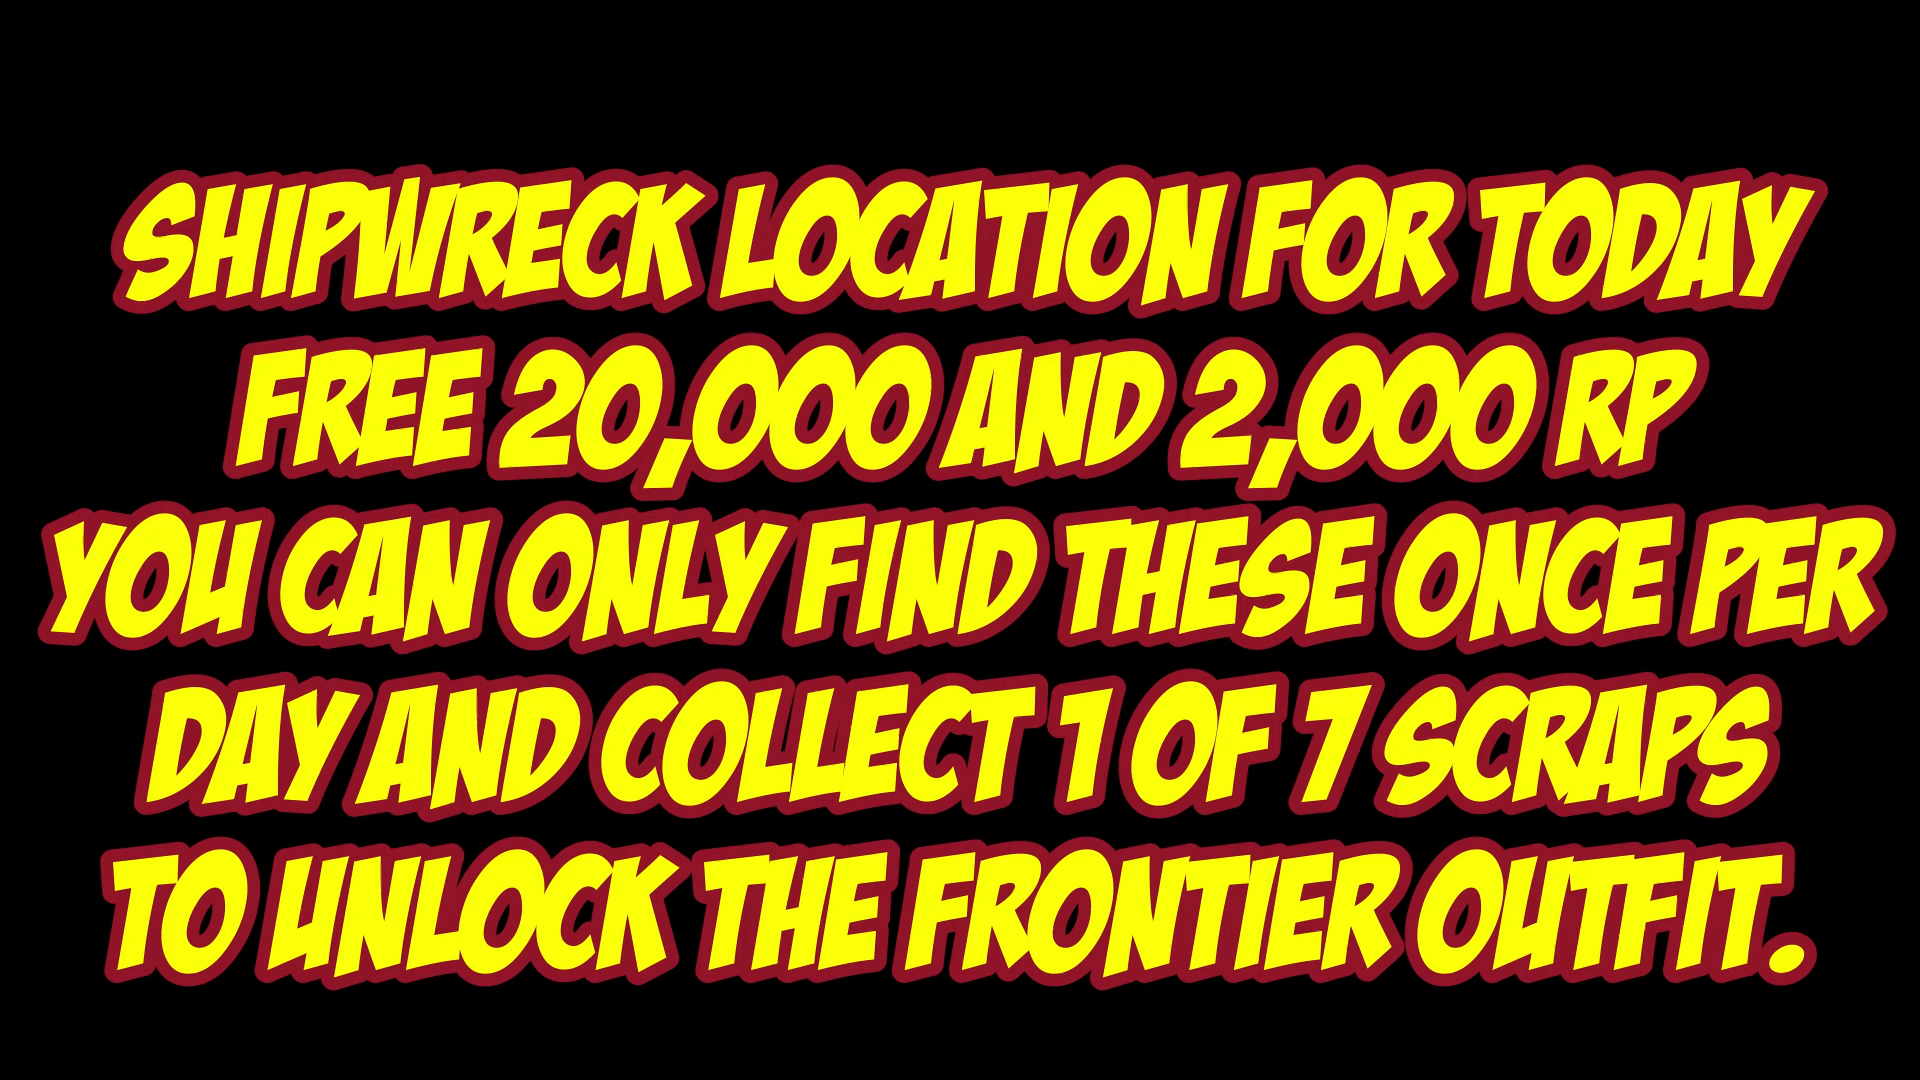 SHIPWRECK LOCATION FOR TODAY
FREE 20,000 AND 2,000 RP
YOU CAN ONLY FIND THESE ONCE PER
DAY AND COLLECT 1 OF 7 SCRAPS
TO UNLOCK THE FRONTIER OUTFIT.